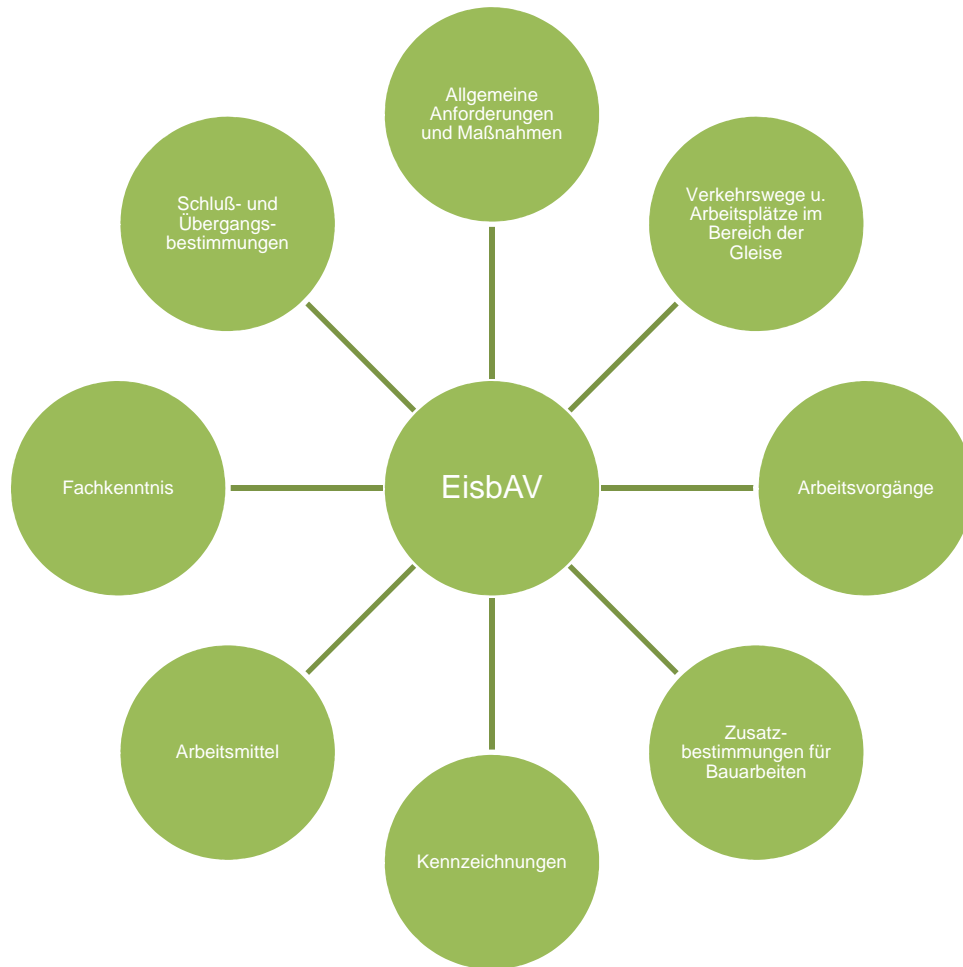 Allgemeine
Anforderungen
und Maßnahmen
Verkehrswege u.
Arbeitsplätze im
Bereich der
Gleise
Arbeitsvorgänge
Zusatz-
bestimmungen für
Bauarbeiten
Kennzeichnungen
Arbeitsmittel
Fachkenntnis
Schluß- und
Übergangs-
bestimmungen
EisbAV